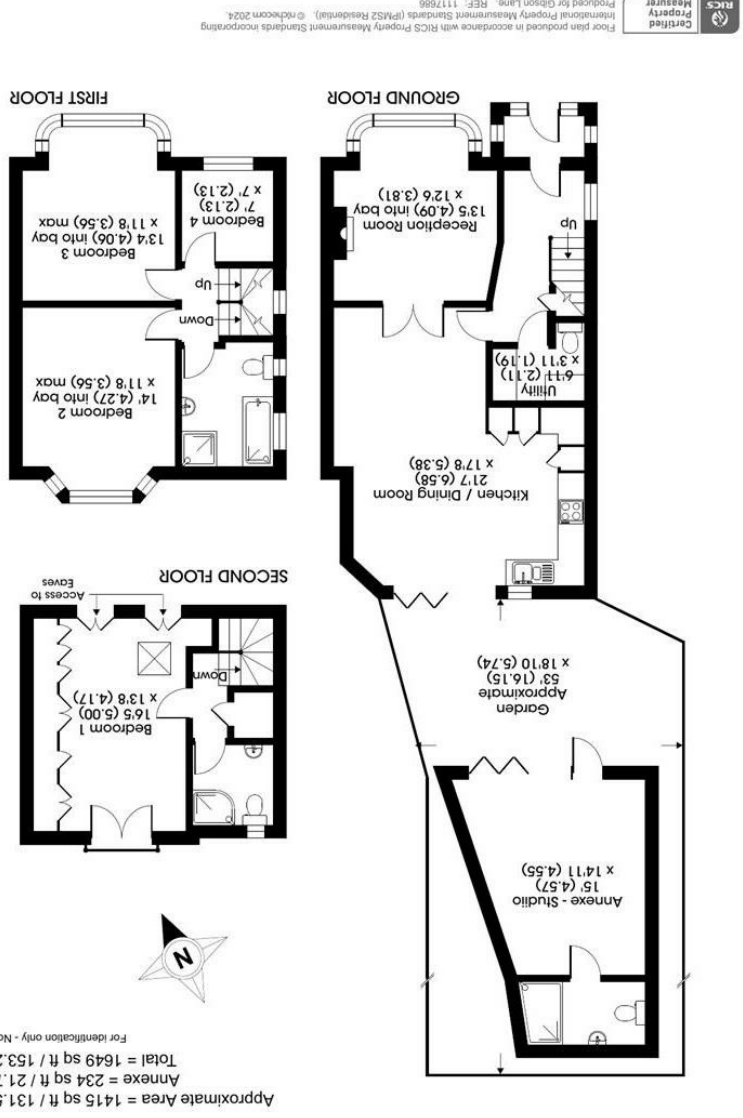 Approximate Area = 1415 sq ft / 131.5
Annexe = 234 sq ft / 21.7
Total = 1649 sq ft / 153.2
For identification only - No
N
Annexe - Studiio
15' (4.57)
x 14'11 (4.55)
Garden
Approximate
53' (16.15)
x 18'10 (5.74)
Bedroom 1
16'5 (5.00)
x 13'8 (4.17)
Down
Access to
Eaves
SECOND FLOOR
Kitchen / Dining Room
21'7 (6.58)
x 17'8 (5.38)
Utility
6'11 (2.11)
x 3'11 (1.19)
Up
Reception Room
13'5 (4.09) into bay
x 12'6 (3.81)
GROUND FLOOR
Bedroom 2
14' (4.27) into bay
x 11'8 (3.56) max
Down
Up
Bedroom 3
13'4 (4.06) into bay
x 11'8 (3.56) max
Bedroom 4
7' (2.13)
x 7' (2.13)
FIRST FLOOR
RICS
Certified
Property
Measurer
Floor plan produced in accordance with RICS Property Measurement Standards incorporating
International Property Measurement Standards (IPMS2 Residential). © nichecom 2024.
Produced for Gibson Lane. REF: 1117686